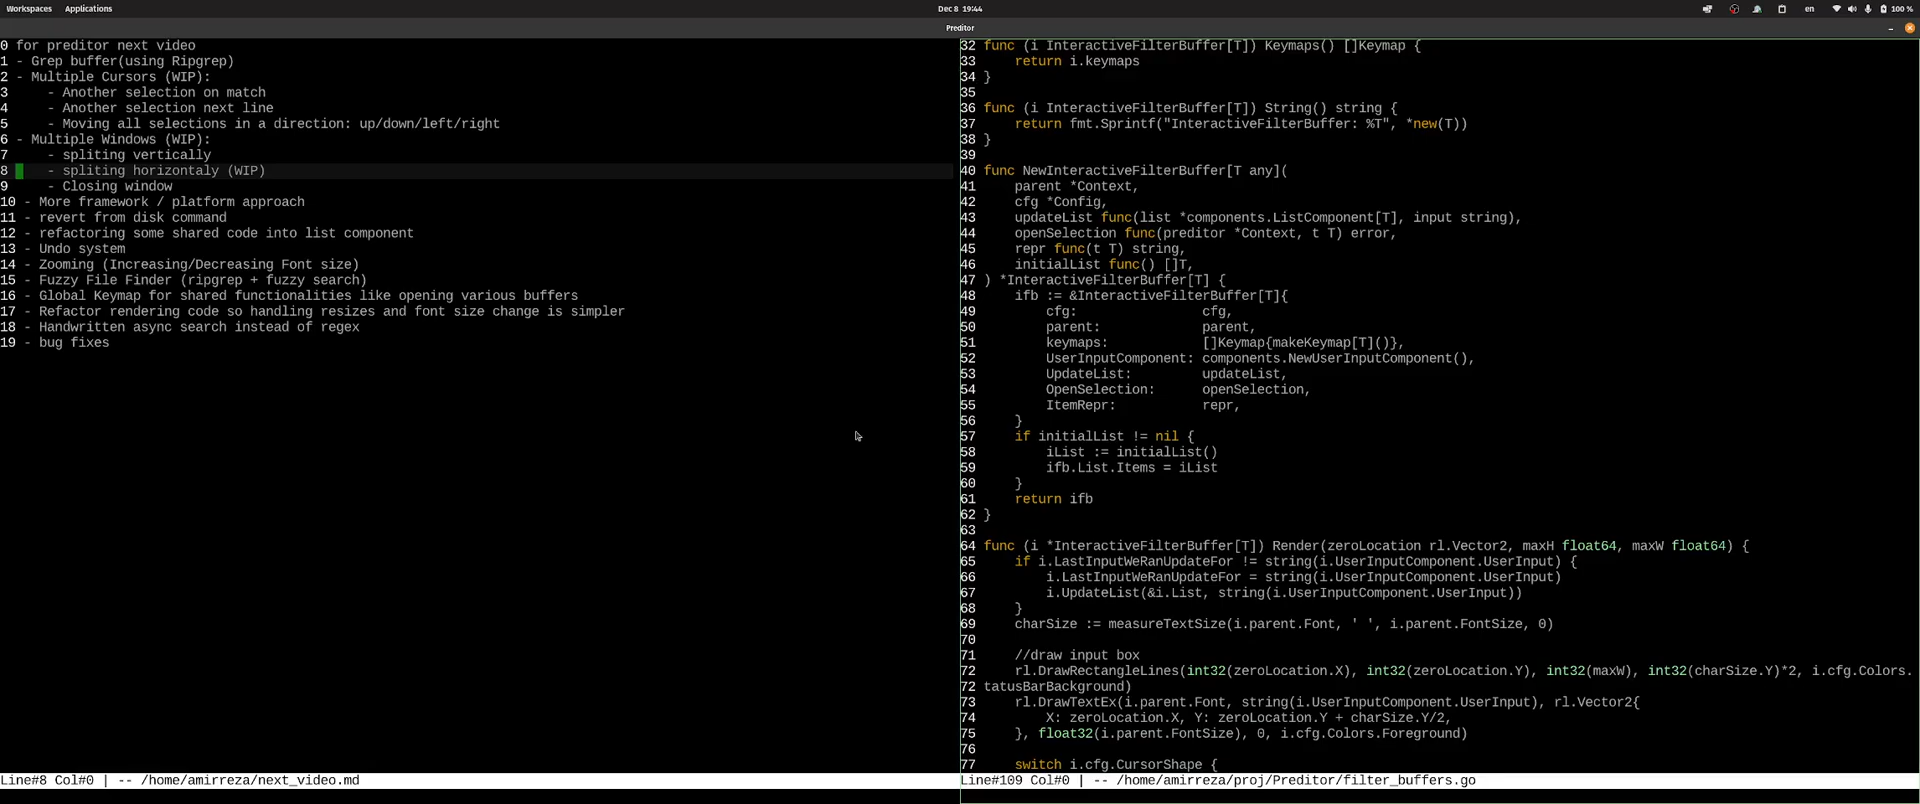 Workspaces Applications Dec 8 19:44 en 100 %
Preditor
0 for preditor next video
1 - Grep buffer(using Ripgrep)
2 - Multiple Cursors (WIP):
3     - Another selection on match
4     - Another selection next line
5     - Moving all selections in a direction: up/down/left/right
6 - Multiple Windows (WIP):
7     - spliting vertically
8     - spliting horizontaly (WIP)
9     - Closing window
10 - More framework / platform approach
11 - revert from disk command
12 - refactoring some shared code into list component
13 - Undo system
14 - Zooming (Increasing/Decreasing Font size)
15 - Fuzzy File Finder (ripgrep + fuzzy search)
16 - Global Keymap for shared functionalities like opening various buffers
17 - Refactor rendering code so handling resizes and font size change is simpler
18 - Handwritten async search instead of regex
19 - bug fixes
Line#8 Col#0 | -- /home/amirreza/next_video.md
32 func (i InteractiveFilterBuffer[T]) Keymaps() []Keymap {
33     return i.keymaps
34 }
35
36 func (i InteractiveFilterBuffer[T]) String() string {
37     return fmt.Sprintf("InteractiveFilterBuffer: %T", *new(T))
38 }
39
40 func NewInteractiveFilterBuffer[T any](
41     parent *Context,
42     cfg *Config,
43     updateList func(list *components.ListComponent[T], input string),
44     openSelection func(preditor *Context, t T) error,
45     repr func(t T) string,
46     initialList func() []T,
47 ) *InteractiveFilterBuffer[T] {
48     ifb := &InteractiveFilterBuffer[T]{
49         cfg:                cfg,
50         parent:             parent,
51         keymaps:            []Keymap{makeKeymap[T]()},
52         UserInputComponent: components.NewUserInputComponent(),
53         UpdateList:         updateList,
54         OpenSelection:      openSelection,
55         ItemRepr:           repr,
56     }
57     if initialList != nil {
58         iList := initialList()
59         ifb.List.Items = iList
60     }
61     return ifb
62 }
63
64 func (i *InteractiveFilterBuffer[T]) Render(zeroLocation rl.Vector2, maxH float64, maxW float64) {
65     if i.LastInputWeRanUpdateFor != string(i.UserInputComponent.UserInput) {
66         i.LastInputWeRanUpdateFor = string(i.UserInputComponent.UserInput)
67         i.UpdateList(&i.List, string(i.UserInputComponent.UserInput))
68     }
69     charSize := measureTextSize(i.parent.Font, ' ', i.parent.FontSize, 0)
70
71     //draw input box
72     rl.DrawRectangleLines(int32(zeroLocation.X), int32(zeroLocation.Y), int32(maxW), int32(charSize.Y)*2, i.cfg.Colors.
72 tatusBarBackground)
73     rl.DrawTextEx(i.parent.Font, string(i.UserInputComponent.UserInput), rl.Vector2{
74         X: zeroLocation.X, Y: zeroLocation.Y + charSize.Y/2,
75     }, float32(i.parent.FontSize), 0, i.cfg.Colors.Foreground)
76
77     switch i.cfg.CursorShape {
Line#109 Col#0 | -- /home/amirreza/proj/Preditor/filter_buffers.go